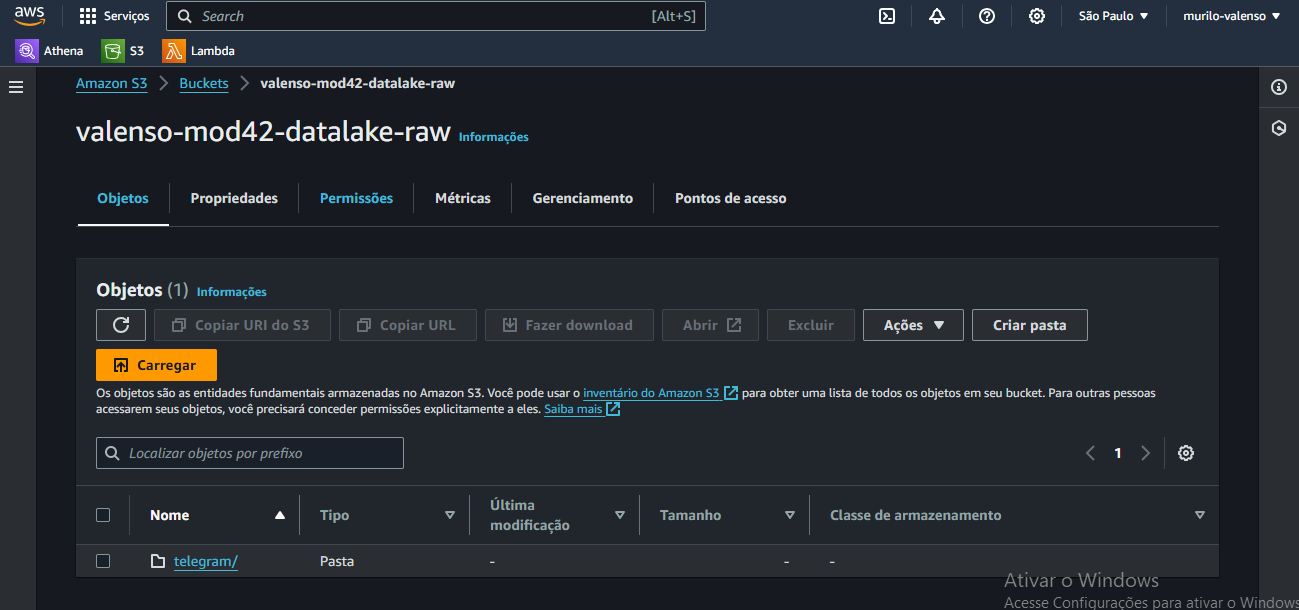 aws Serviços Search [Alt+S] São Paulo ▼ murilo-valenso ▼
Athena S3 Lambda
Amazon S3 > Buckets > valenso-mod42-datalake-raw
valenso-mod42-datalake-raw Informações
Objetos Propriedades Permissões Métricas Gerenciamento Pontos de acesso
Objetos (1) Informações
Copiar URI do S3 Copiar URL Fazer download Abrir Excluir Ações ▼ Criar pasta
Carregar
Os objetos são as entidades fundamentais armazenadas no Amazon S3. Você pode usar o inventário do Amazon S3 para obter uma lista de todos os objetos em seu bucket. Para outras pessoas
acessarem seus objetos, você precisará conceder permissões explicitamente a eles. Saiba mais
Localizar objetos por prefixo < 1 >
Nome ▲ Tipo ▽ Última modificação ▽ Tamanho ▽ Classe de armazenamento ▽
telegram/ Pasta - - -
Ativar o Windows
Acesse Configurações para ativar o Windows